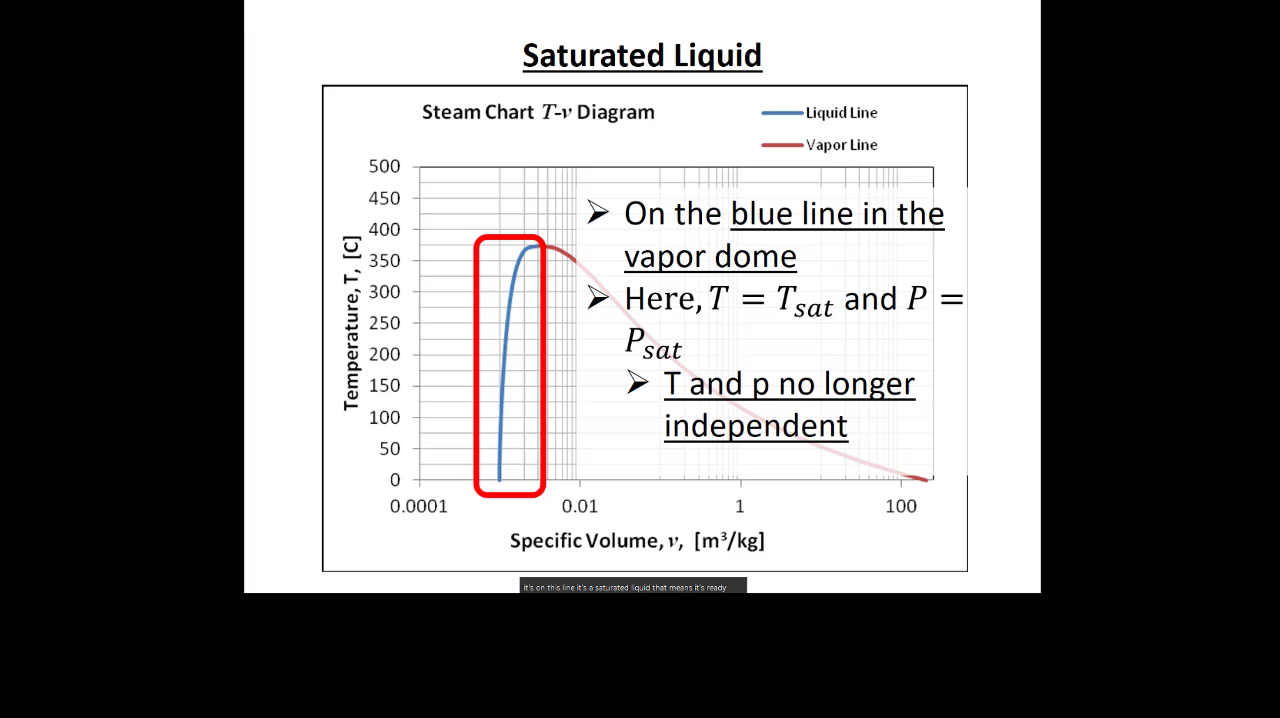 Saturated Liquid
Steam Chart T-v Diagram
Liquid Line
Vapor Line
500
450
400
350
300
250
200
150
100
50
0
Temperature, T, [C]
➢ On the blue line in the
vapor dome
➢ Here, T = Tsat and P =
Psat
➢ T and p no longer
independent
0.0001
0.01
1
100
Specific Volume, v, [m³/kg]
it's on this line it's a saturated liquid that means it's ready